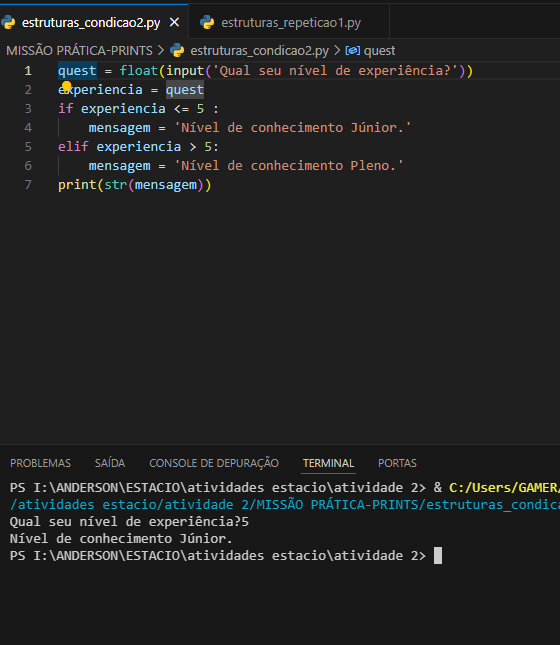 estruturas_condicao2.py
estruturas_repeticao1.py
MISSÃO PRÁTICA-PRINTS > estruturas_condicao2.py > quest
1 quest = float(input('Qual seu nível de experiência?'))
2 experiencia = quest
3 if experiencia <= 5 :
4 mensagem = 'Nível de conhecimento Júnior.'
5 elif experiencia > 5:
6 mensagem = 'Nível de conhecimento Pleno.'
7 print(str(mensagem))
PROBLEMAS SAÍDA CONSOLE DE DEPURAÇÃO TERMINAL PORTAS
PS I:\ANDERSON\ESTACIO\atividades estacio\atividade 2> & C:/Users/GAMER/
/atividades estacio/atividade 2/MISSÃO PRÁTICA-PRINTS/estruturas_condica
Qual seu nível de experiência?5
Nível de conhecimento Júnior.
PS I:\ANDERSON\ESTACIO\atividades estacio\atividade 2>